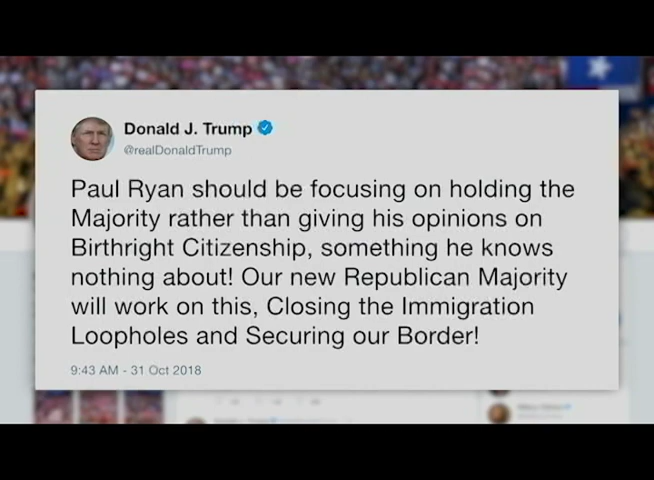 Donald J. Trump
@realDonaldTrump
Paul Ryan should be focusing on holding the
Majority rather than giving his opinions on
Birthright Citizenship, something he knows
nothing about! Our new Republican Majority
will work on this, Closing the Immigration
Loopholes and Securing our Border!
9:43 AM - 31 Oct 2018